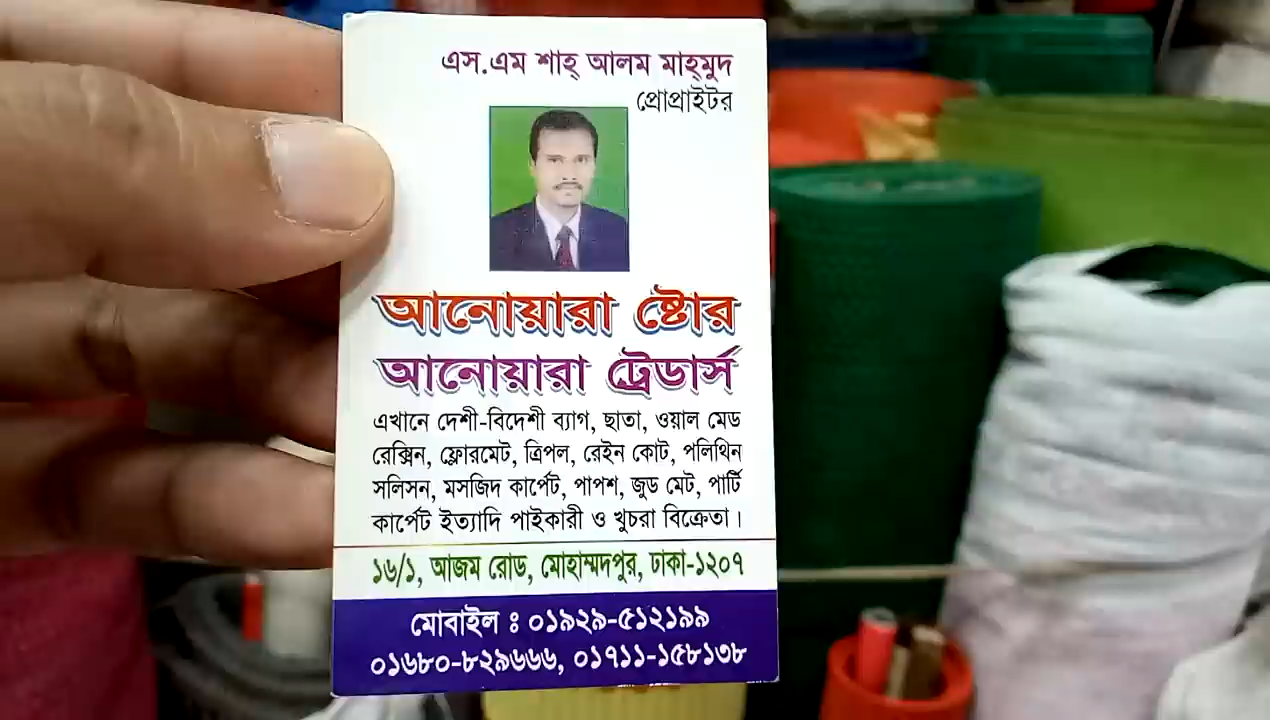 এস.এম শাহ্ আলম মাহ্মুদ
প্রোপ্রাইটর
আনোয়ারা ষ্টোর
আনোয়ারা ট্রেডার্স
এখানে দেশী-বিদেশী ব্যাগ, ছাতা, ওয়াল মেড
রেক্সিন, ফ্লোরমেট, ত্রিপল, রেইন কোট, পলিথিন
সলিসন, মসজিদ কার্পেট, পাপশ, জুড মেট, পার্টি
কার্পেট ইত্যাদি পাইকারী ও খুচরা বিক্রেতা।
১৬/১, আজম রোড, মোহাম্মদপুর, ঢাকা-১২০৭
মোবাইল ঃ ০১৯২৯-৫১২১৯৯
০১৬৮০-৮২৯৬৬৬, ০১৭১১-১৫৮১৩৮